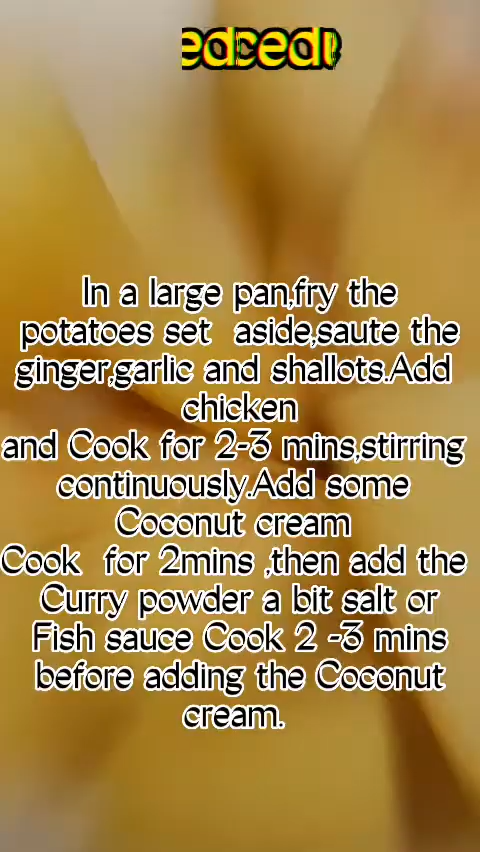 In a large pan,fry the
potatoes set aside,saute the
ginger,garlic and shallots.Add
chicken
and Cook for 2-3 mins,stirring
continuously.Add some
Coconut cream
Cook for 2mins ,then add the
Curry powder a bit salt or
Fish sauce Cook 2 -3 mins
before adding the Coconut
cream.